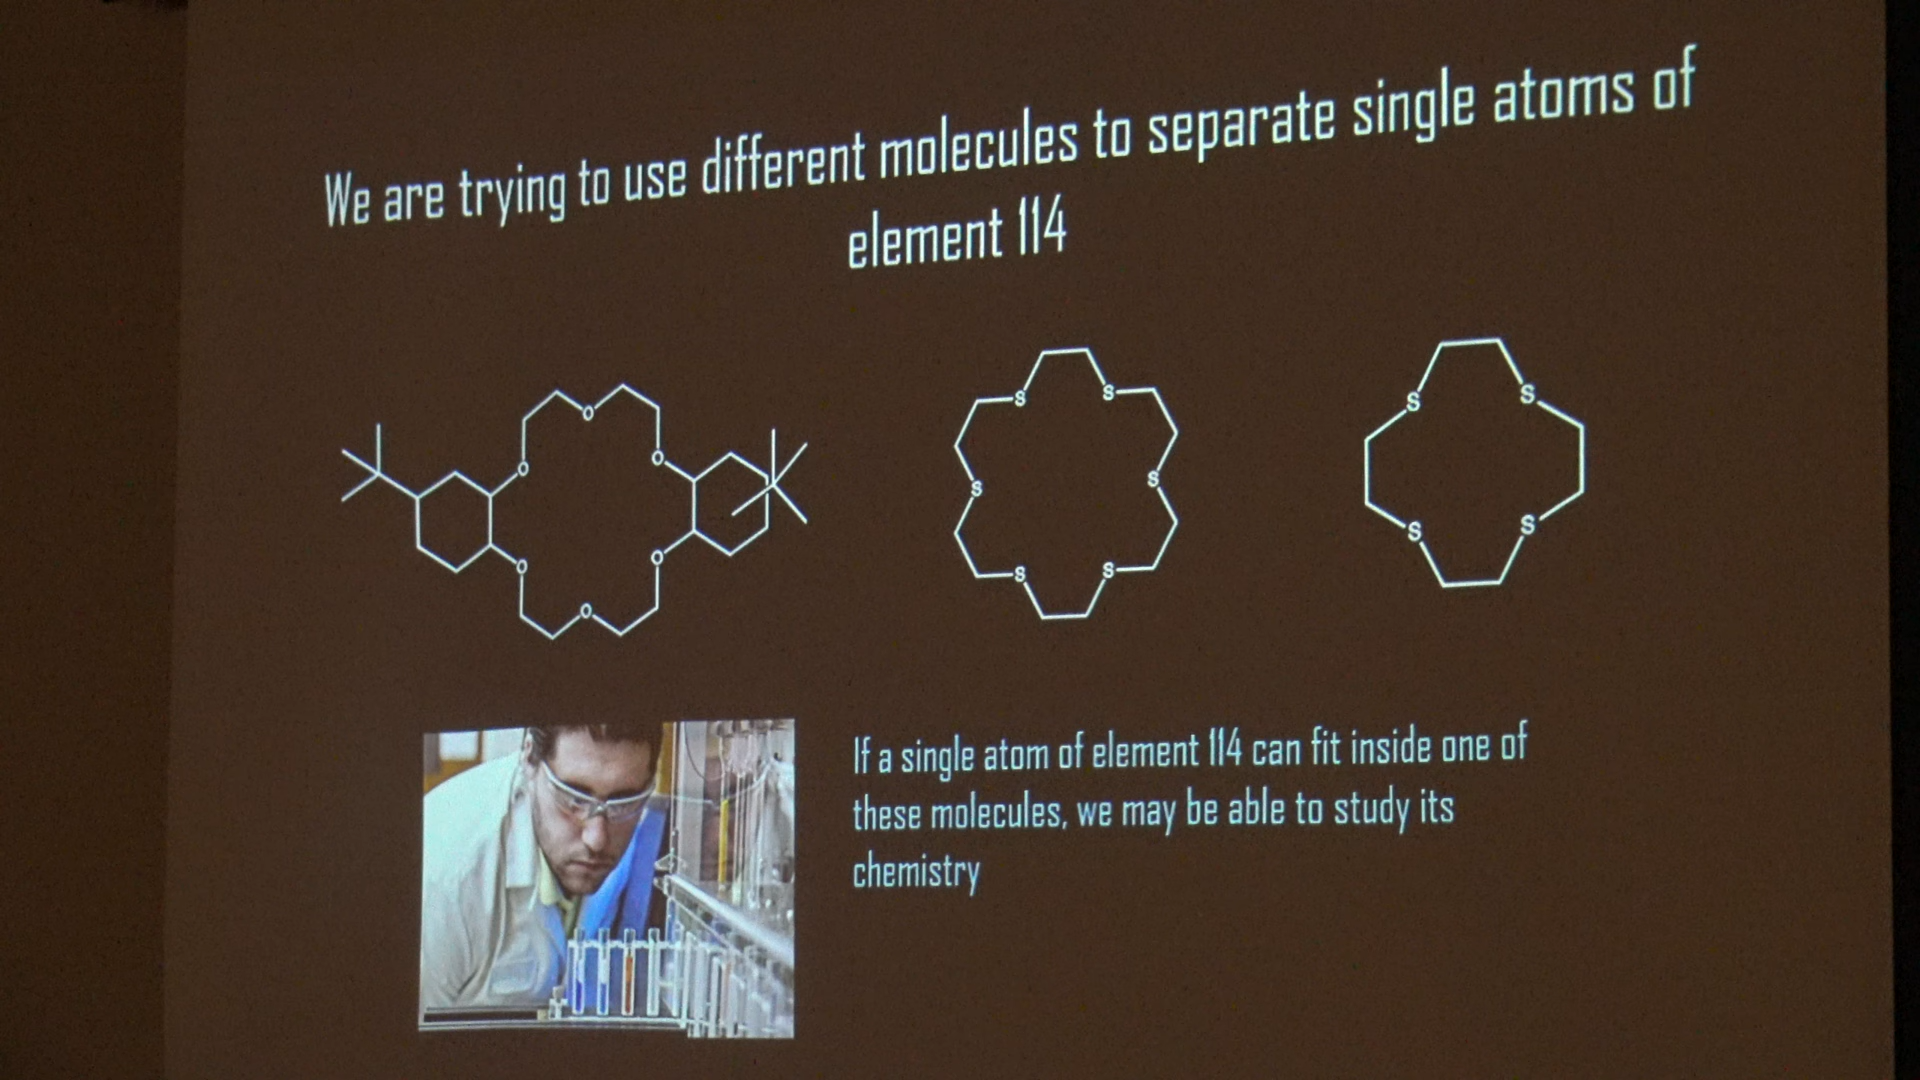 We are trying to use different molecules to separate single atoms of
element 114
O
O
O
O
O
O
S
S
S
S
S
S
S
S
S
S
If a single atom of element 114 can fit inside one of
these molecules, we may be able to study its
chemistry